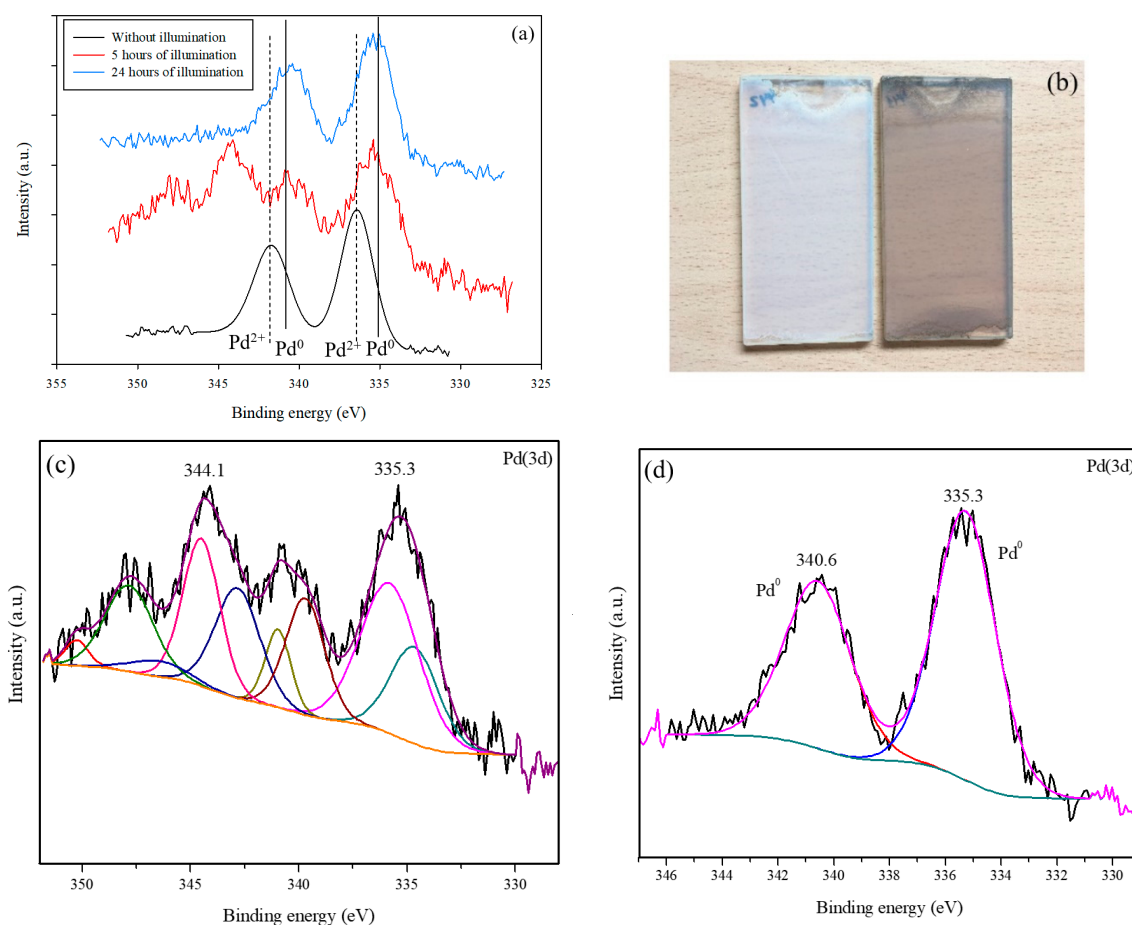 Without illumination
5 hours of illumination
24 hours of illumination
(a)
Intensity (a.u.)
Pd²⁺ Pd⁰ Pd²⁺ Pd⁰
355 350 345 340 335 330 325
Binding energy (eV)
(b)
(c)
Pd(3d)
344.1 335.3
Intensity (a.u.)
350 345 340 335 330
Binding energy (eV)
(d)
Pd(3d)
335.3
Pd⁰
340.6
Pd⁰
Intensity (a.u.)
346 344 342 340 338 336 334 332 330
Binding energy (eV)